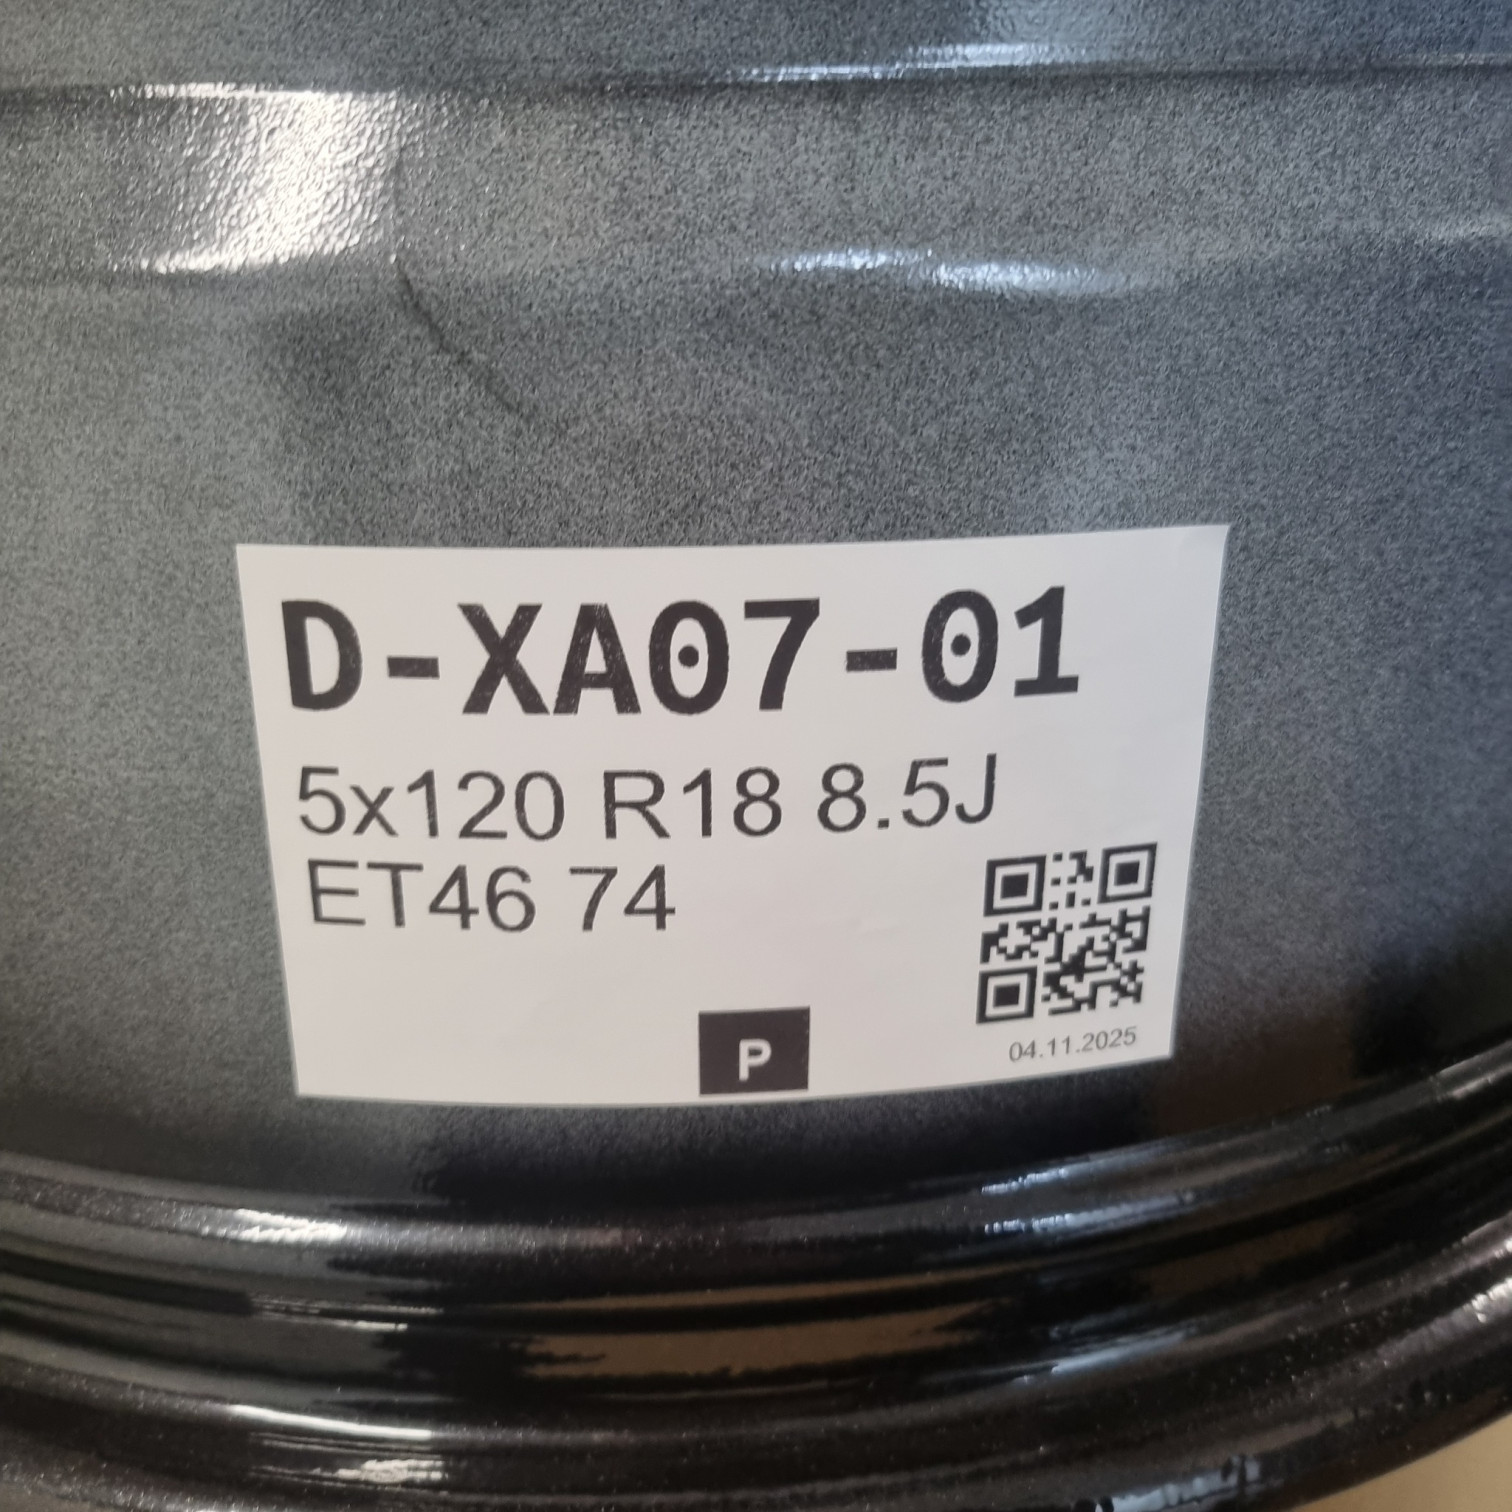 D-XA07-01
5x120 R18 8.5J
ET46 74
P
04.11.2025